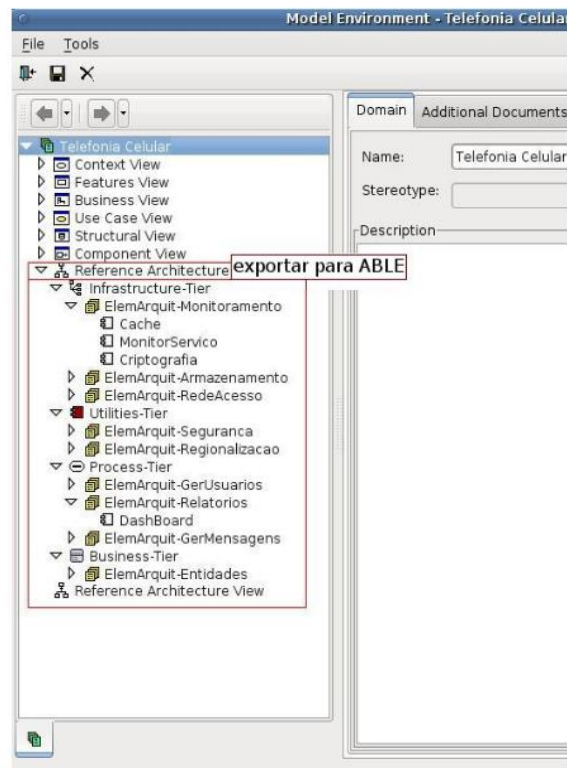 Model Environment - Telefonia Celular
File Tools
Domain Additional Documents
Telefonia Celular
Name: Telefonia Celular
Context View
Features View
Stereotype:
Business View
Use Case View
Description
Structural View
Component View
Reference Architecture exportar para ABLE
Infrastructure-Tier
ElemArquit-Monitoramento
Cache
MonitorServico
Criptografia
ElemArquit-Armazenamento
ElemArquit-RedeAcesso
Utilities-Tier
ElemArquit-Seguranca
ElemArquit-Regionalizacao
Process-Tier
ElemArquit-GerUsuarios
ElemArquit-Relatorios
DashBoard
ElemArquit-GerMensagens
Business-Tier
ElemArquit-Entidades
Reference Architecture View